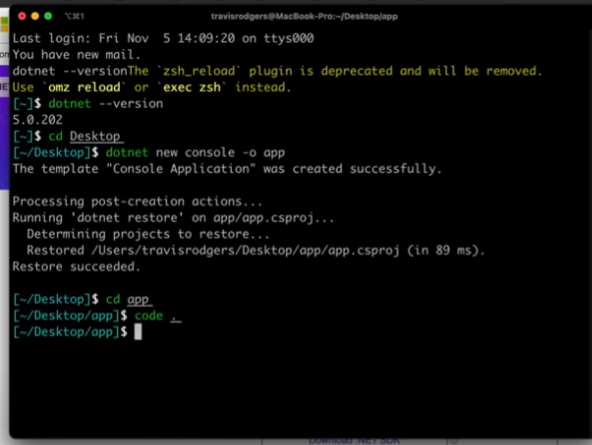 ⌥⌘1
travisrodgers@MacBook-Pro:~/Desktop/app
Last login: Fri Nov  5 14:09:20 on ttys000
You have new mail.
dotnet --versionThe `zsh_reload` plugin is deprecated and will be removed.
Use `omz reload` or `exec zsh` instead.
[~]$ dotnet --version
5.0.202
[~]$ cd Desktop
[~/Desktop]$ dotnet new console -o app
The template "Console Application" was created successfully.
Processing post-creation actions...
Running 'dotnet restore' on app/app.csproj...
  Determining projects to restore...
  Restored /Users/travisrodgers/Desktop/app/app.csproj (in 89 ms).
Restore succeeded.
[~/Desktop]$ cd app
[~/Desktop/app]$ code .
[~/Desktop/app]$
Download .NET SDK